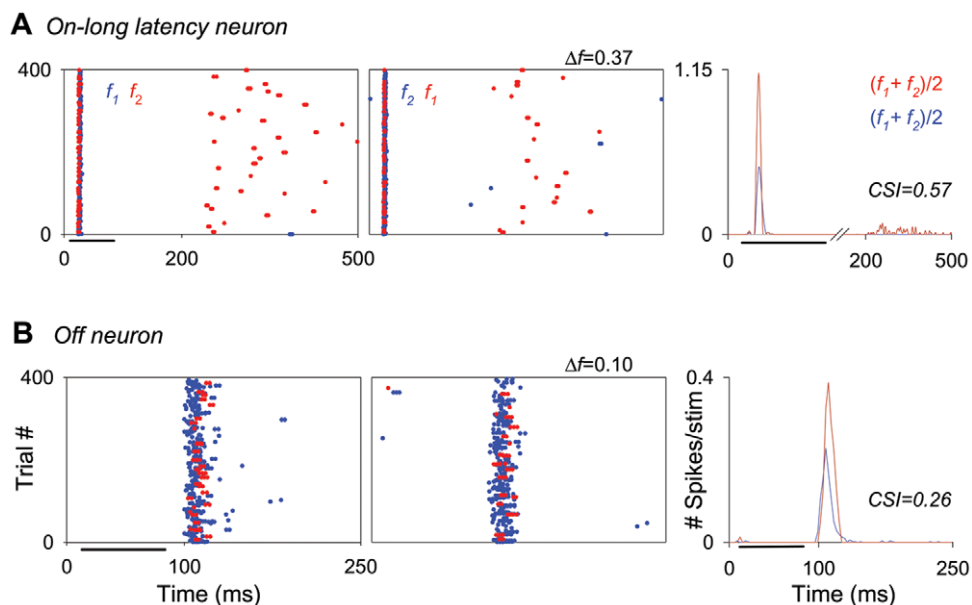 A On-long latency neuron
Δf=0.37
400
f1 f2
f2 f1
1.15
(f1+ f2)/2
(f1+ f2)/2
CSI=0.57
0
0
0
200
500
0
200
500
B Off neuron
Δf=0.10
400
0.4
Trial #
# Spikes/stim
CSI=0.26
0
0
0
100
250
0
100
250
Time (ms)
Time (ms)